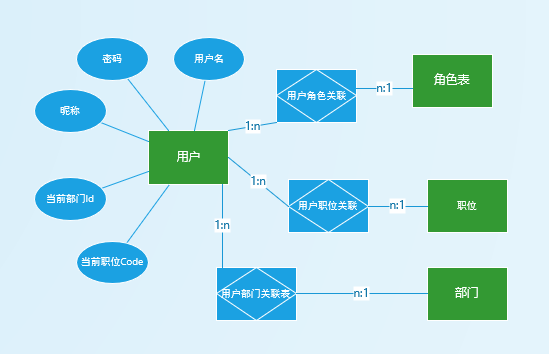 密码
用户名
昵称
用户角色关联
n:1
角色表
1:n
用户
1:n
当前部门Id
用户职位关联
n:1
职位
1:n
当前职位Code
用户部门关联表
n:1
部门